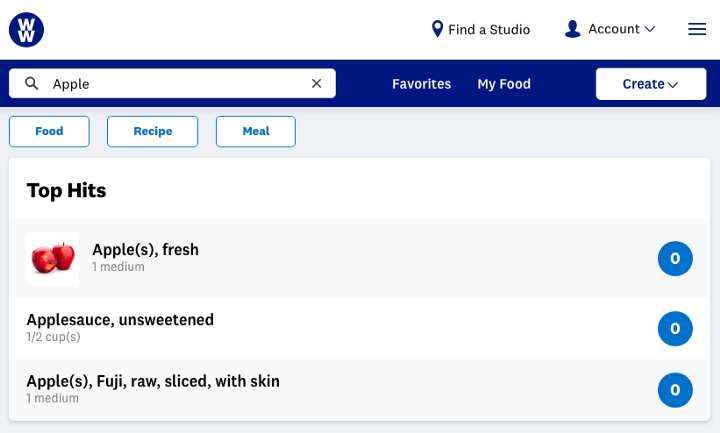 WW
Find a Studio
Account
Apple
Favorites
My Food
Create
Food
Recipe
Meal
Top Hits
Apple(s), fresh
1 medium
0
Applesauce, unsweetened
1/2 cup(s)
0
Apple(s), Fuji, raw, sliced, with skin
1 medium
0